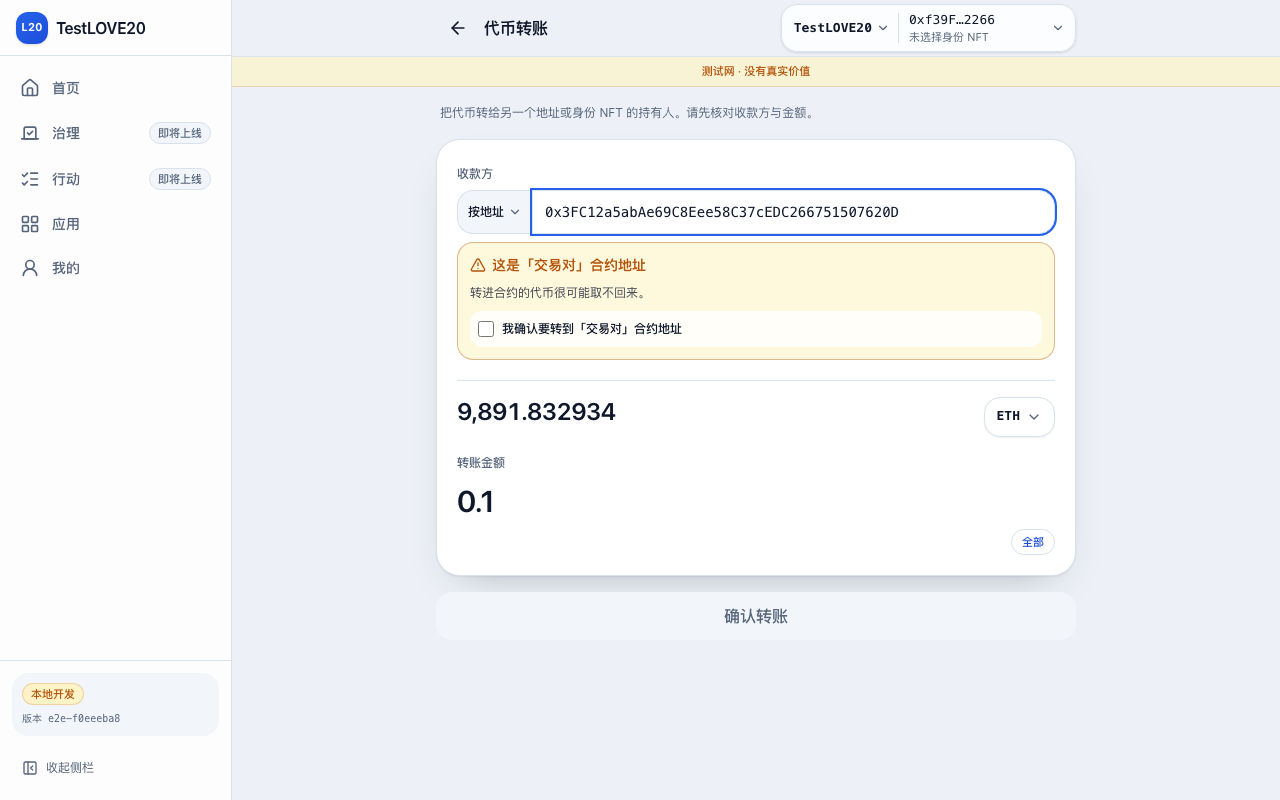 L20 TestLOVE20
首页
治理 即将上线
行动 即将上线
应用
我的
本地开发
版本 e2e-f0eeeba8
收起侧栏
代币转账
TestLOVE20
0xf39F…2266
未选择身份 NFT
测试网 · 没有真实价值
把代币转给另一个地址或身份 NFT 的持有人。请先核对收款方与金额。
收款方
按地址 0x3FC12a5abAe69C8Eee58C37cEDC266751507620D
这是「交易对」合约地址
转进合约的代币很可能取不回来。
我确认要转到「交易对」合约地址
9,891.832934 ETH
转账金额
0.1
全部
确认转账